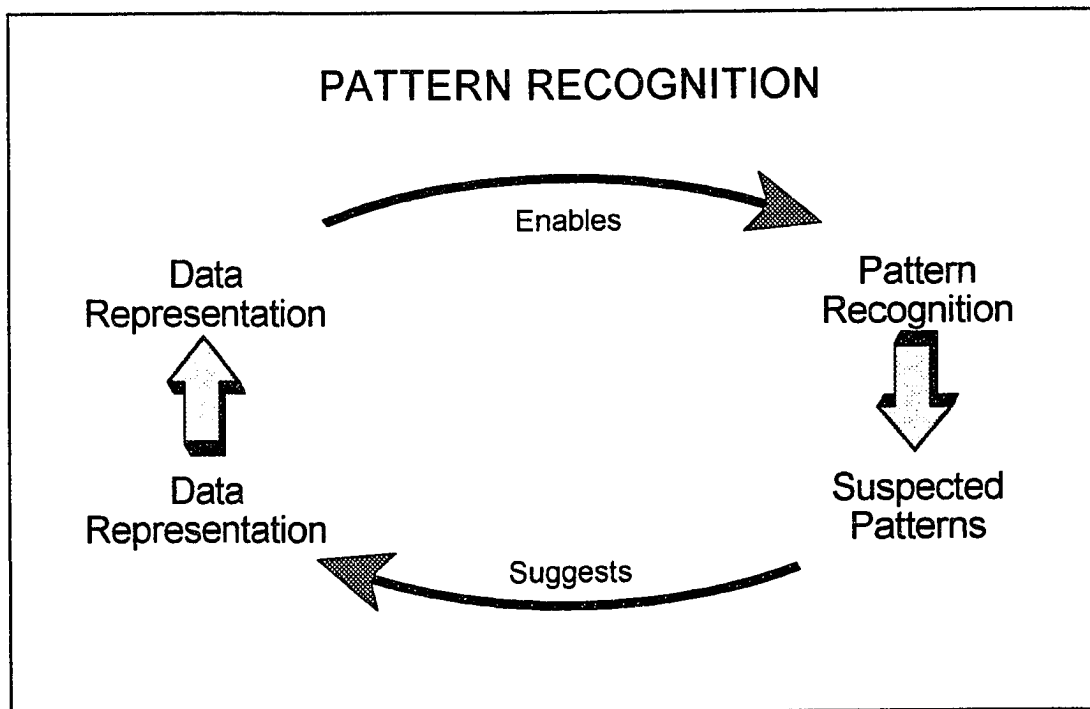 PATTERN RECOGNITION
Enables
Data
Representation
Pattern
Recognition
Data
Representation
Suspected
Patterns
Suggests